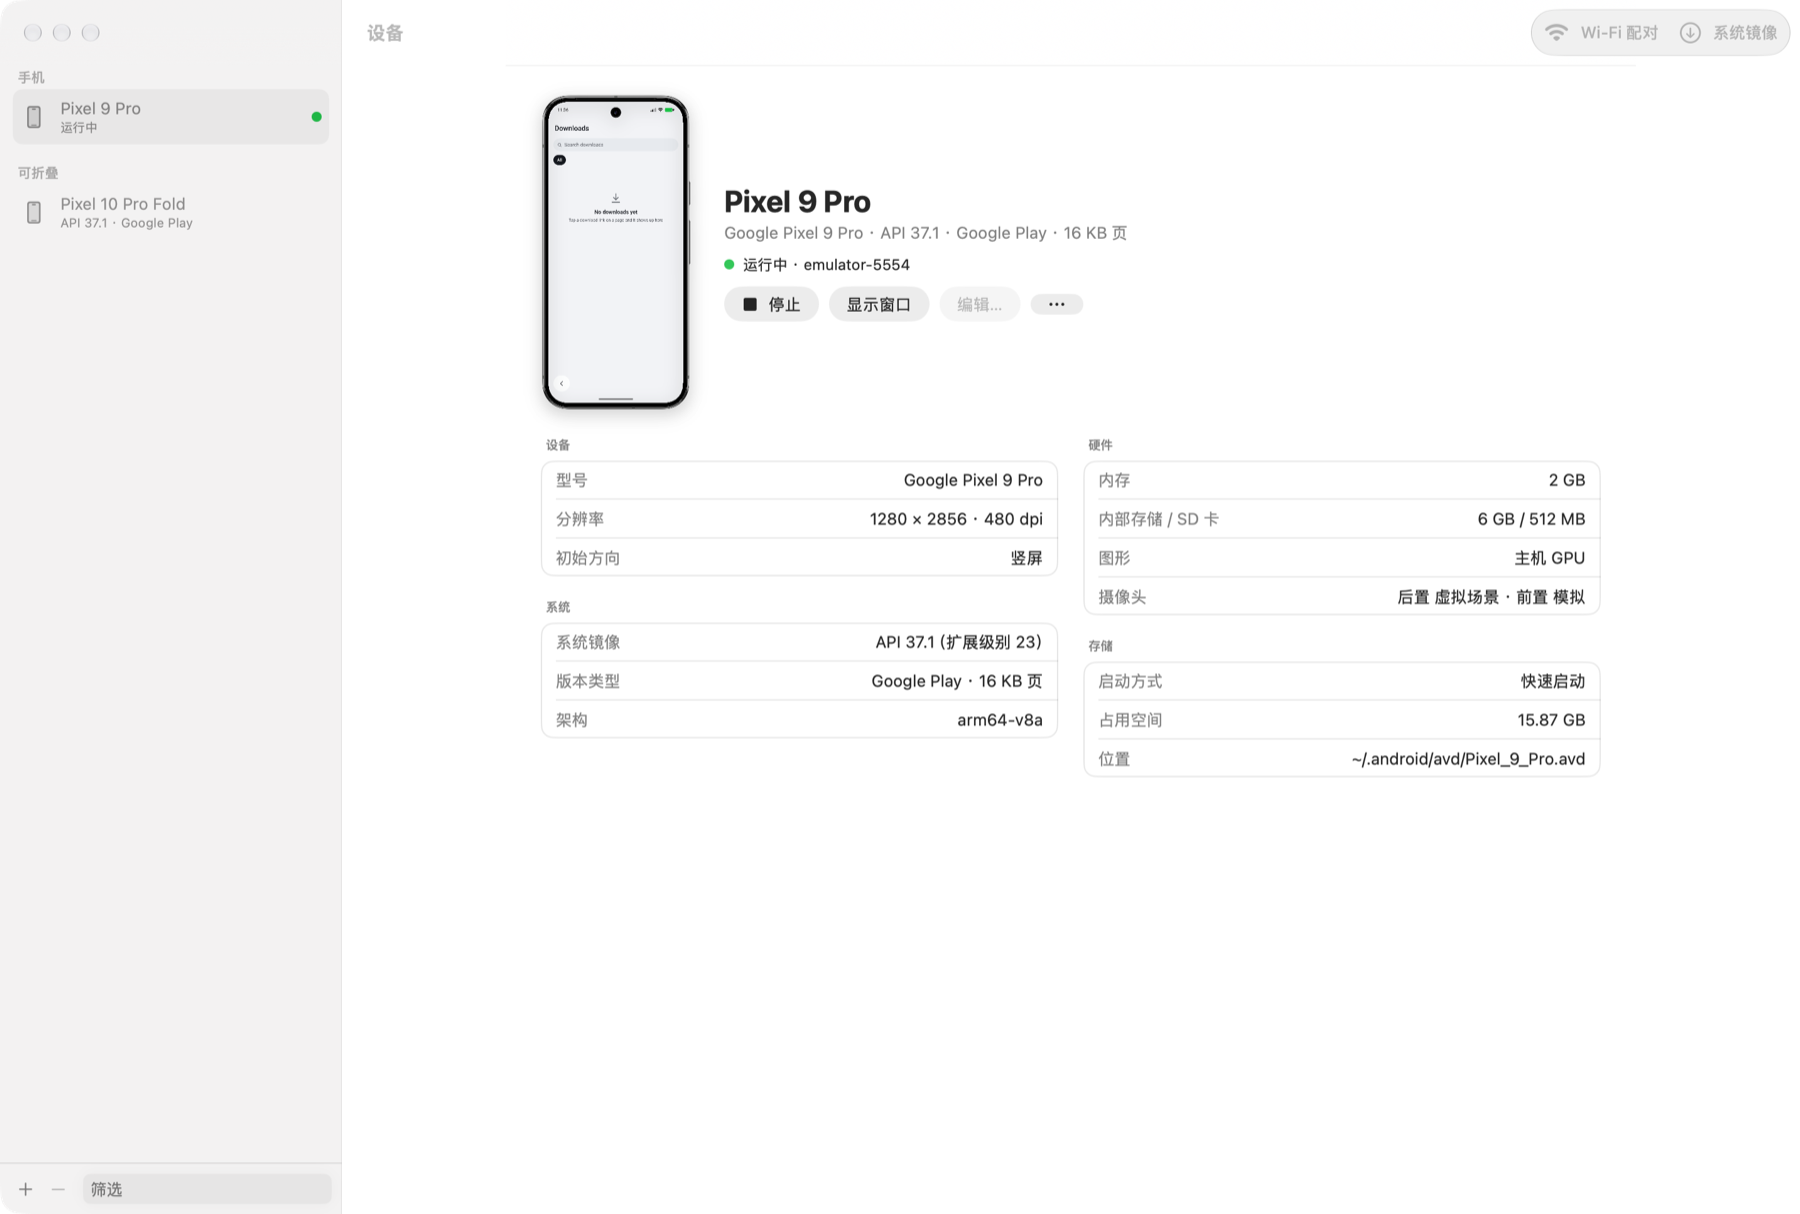 设备
Wi-Fi 配对
系统镜像
手机
Pixel 9 Pro
运行中
可折叠
Pixel 10 Pro Fold
API 37.1 · Google Play
11:56
Downloads
Search downloads
All
No downloads yet
Pixel 9 Pro
Google Pixel 9 Pro · API 37.1 · Google Play · 16 KB 页
运行中 · emulator-5554
停止
显示窗口
编辑...
设备
型号 Google Pixel 9 Pro
分辨率 1280 × 2856 · 480 dpi
初始方向 竖屏
系统
系统镜像 API 37.1 (扩展级别 23)
版本类型 Google Play · 16 KB 页
架构 arm64-v8a
硬件
内存 2 GB
内部存储 / SD 卡 6 GB / 512 MB
图形 主机 GPU
摄像头 后置 虚拟场景 · 前置 模拟
存储
启动方式 快速启动
占用空间 15.87 GB
位置 ~/.android/avd/Pixel_9_Pro.avd
筛选